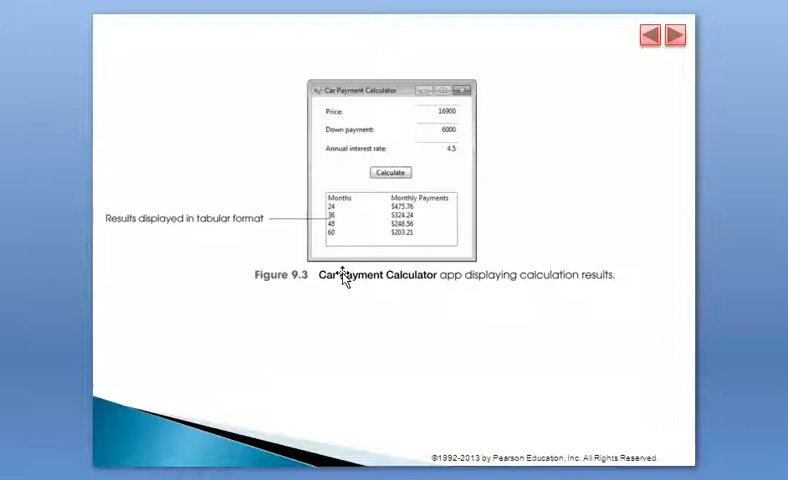 Car Payment Calculator
Price: 16900
Down payment: 6000
Annual interest rate: 4.5
Calculate
Months Monthly Payments
24 $475.76
36 $324.24
48 $248.56
60 $203.21
Results displayed in tabular format
Figure 9.3 Car Payment Calculator app displaying calculation results.
©1992-2013 by Pearson Education, Inc. All Rights Reserved.